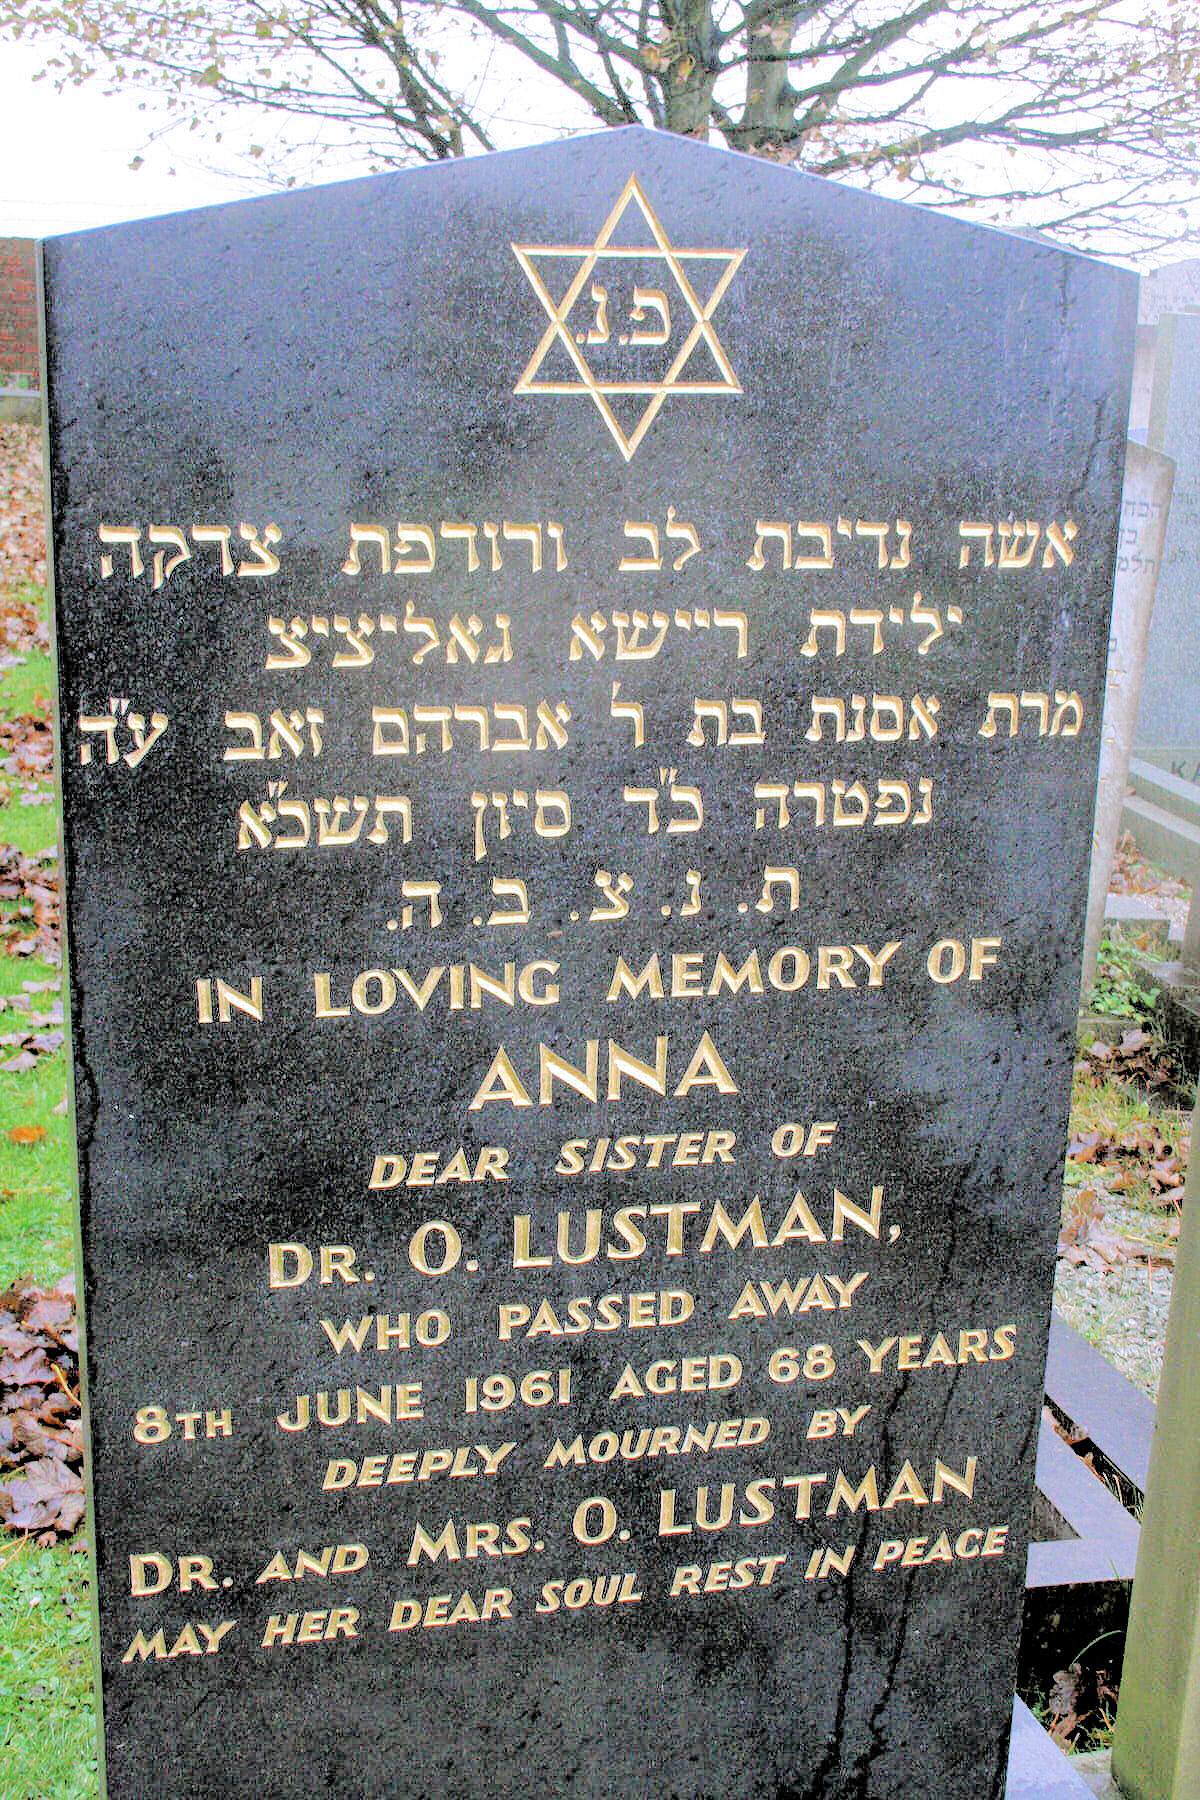 פ.נ.
אשה נדיבת לב ורודפת צדקה
ילידת ריישא גאליציצ
מרת אסנת בת ר' אברהם זאב ע"ה
נפטרה כ"ד סיון תשכ"א
ת. נ. צ. ב. ה.
IN LOVING MEMORY OF
ANNA
DEAR SISTER OF
DR. O. LUSTMAN,
WHO PASSED AWAY
8TH JUNE 1961 AGED 68 YEARS
DEEPLY MOURNED BY
DR. AND MRS. O. LUSTMAN
MAY HER DEAR SOUL REST IN PEACE